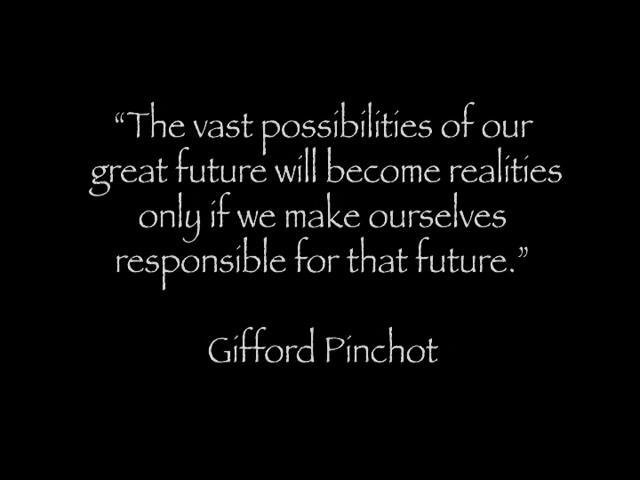 “The vast possibilities of our
great future will become realities
only if we make ourselves
responsible for that future.”
Gifford Pinchot